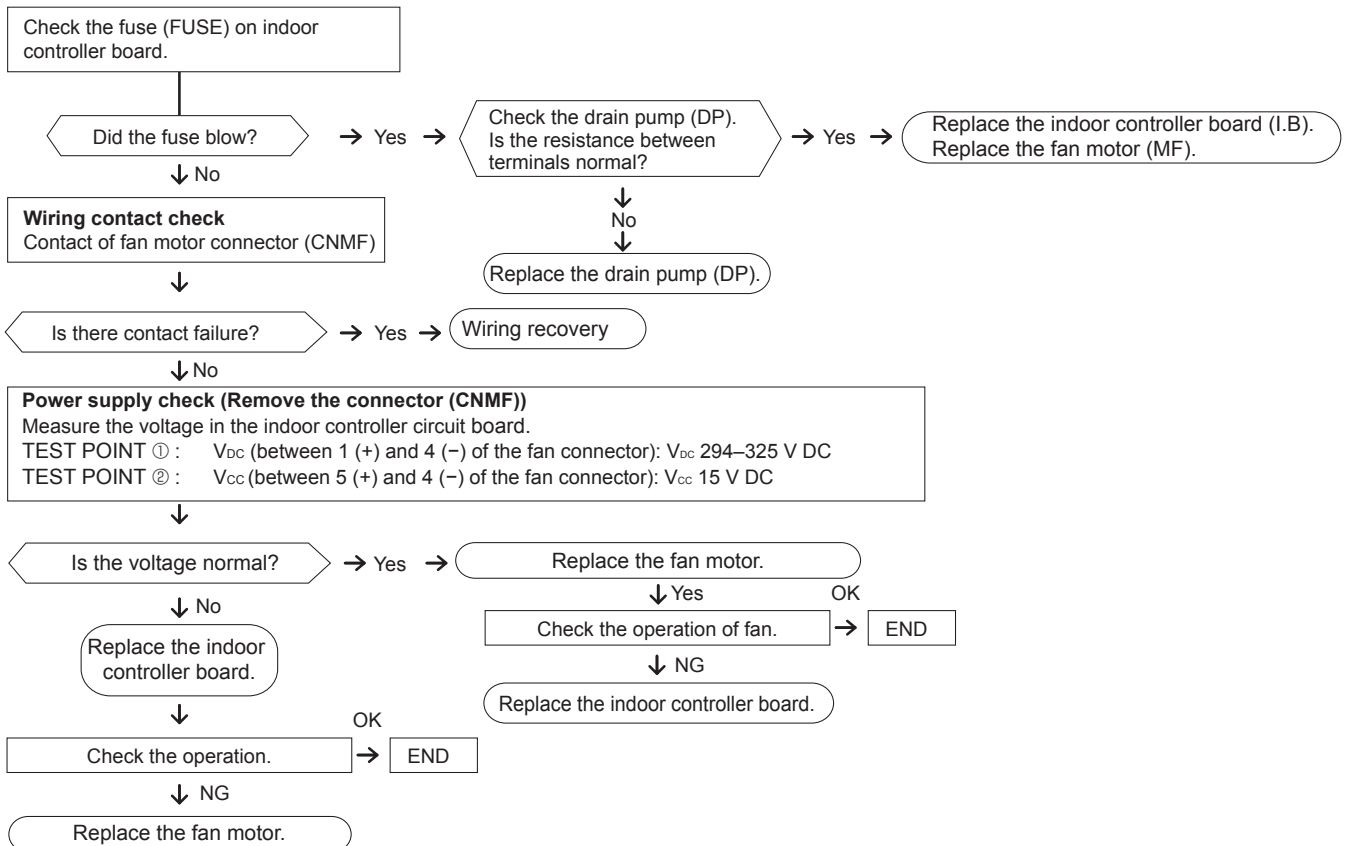 Check the fuse (FUSE) on indoor
controller board.
Did the fuse blow?
Yes
Check the drain pump (DP).
Is the resistance between
terminals normal?
Yes
Replace the indoor controller board (I.B).
Replace the fan motor (MF).
No
No
Replace the drain pump (DP).
Wiring contact check
Contact of fan motor connector (CNMF)
Is there contact failure?
Yes
Wiring recovery
No
Power supply check (Remove the connector (CNMF))
Measure the voltage in the indoor controller circuit board.
TEST POINT ① : VDC (between 1 (+) and 4 (−) of the fan connector): VDC 294–325 V DC
TEST POINT ② : VCC (between 5 (+) and 4 (−) of the fan connector): VCC 15 V DC
Is the voltage normal?
Yes
Replace the fan motor.
Yes
OK
Check the operation of fan.
END
NG
Replace the indoor controller board.
No
Replace the indoor
controller board.
OK
Check the operation.
END
NG
Replace the fan motor.